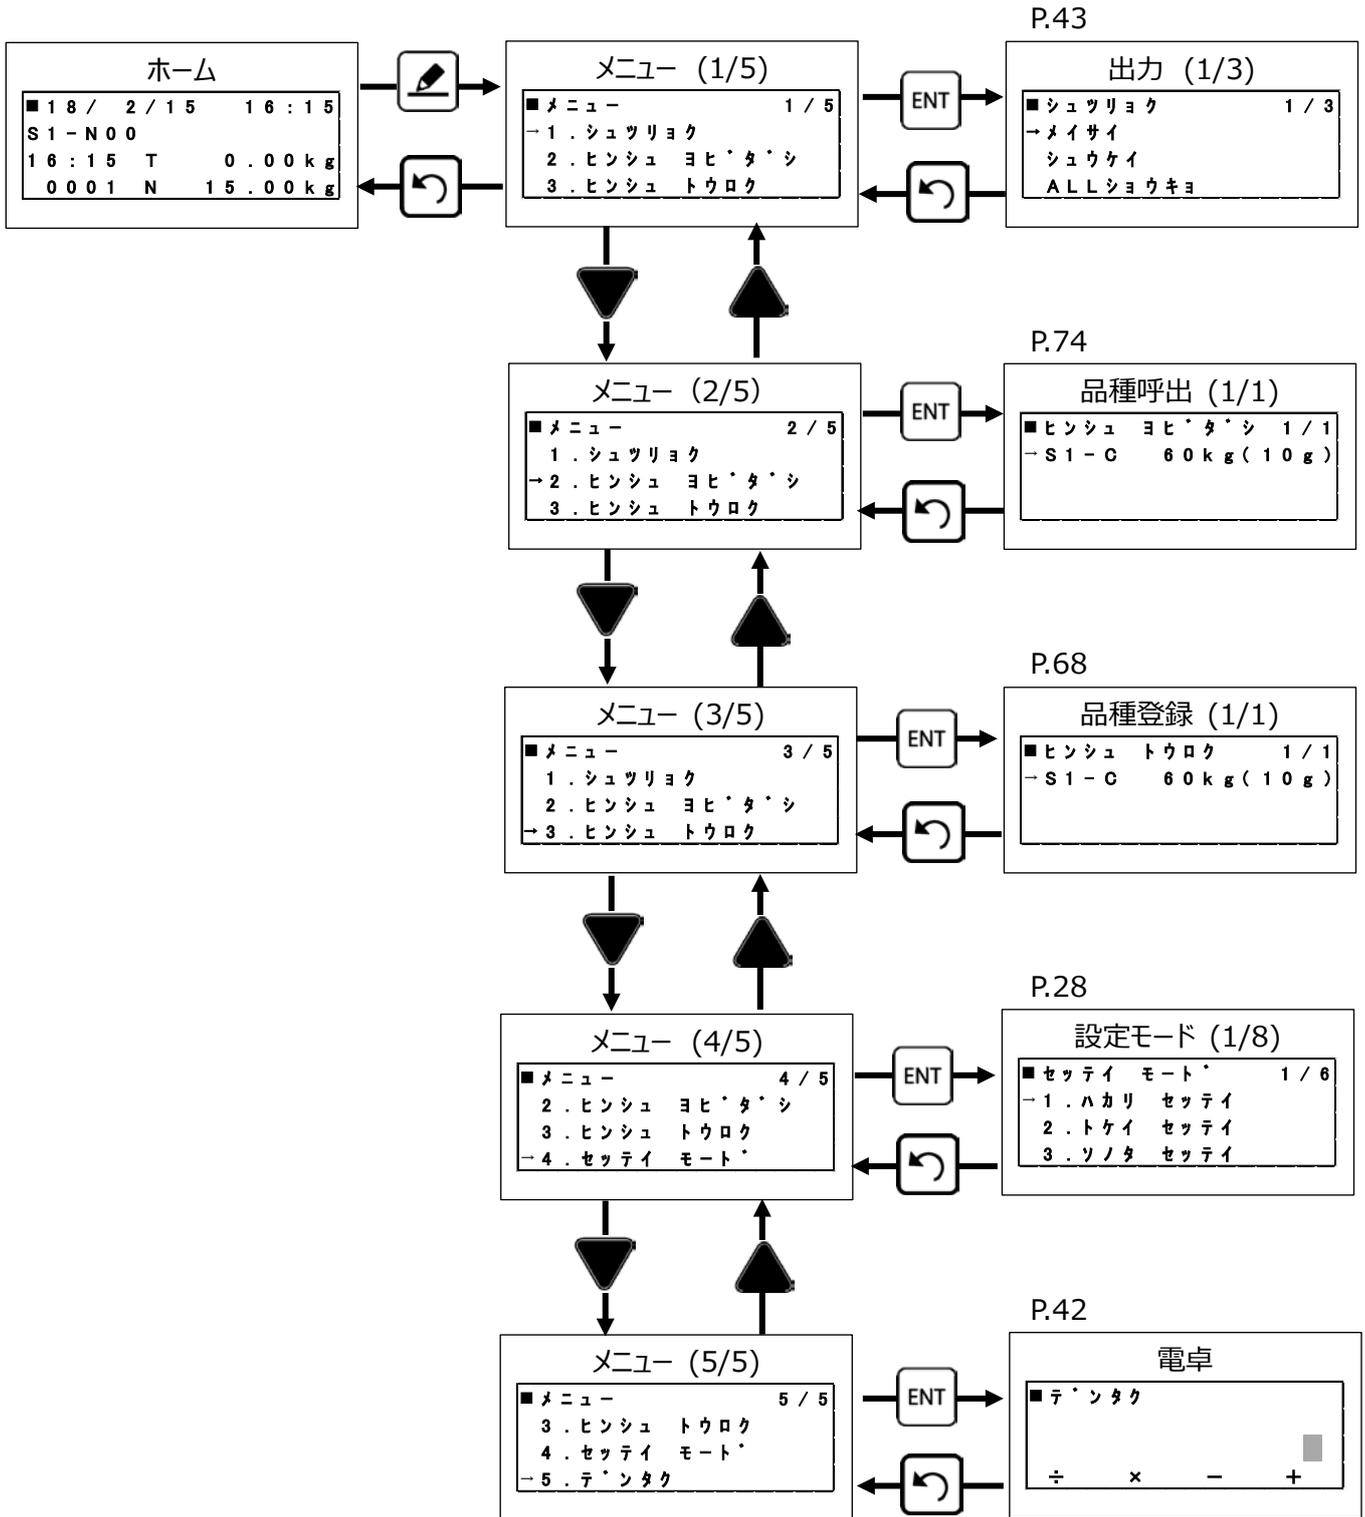 P.43
ホーム
■18/ 2/15 16:15
S1-N00
16:15 T 0.00kg
0001 N 15.00kg
メニュー (1/5)
■メニュー 1/5
→1.シュツリョク
2.ヒンシュ ヨヒ゛タ゛シ
3.ヒンシュ トウロク
ENT
出力 (1/3)
■シュツリョク 1/3
→メイサイ
シュウケイ
ALLショウキョ
P.74
メニュー (2/5)
■メニュー 2/5
1.シュツリョク
→2.ヒンシュ ヨヒ゛タ゛シ
3.ヒンシュ トウロク
ENT
品種呼出 (1/1)
■ヒンシュ ヨヒ゛タ゛シ 1/1
→S1-C 60kg(10g)
P.68
メニュー (3/5)
■メニュー 3/5
1.シュツリョク
2.ヒンシュ ヨヒ゛タ゛シ
→3.ヒンシュ トウロク
ENT
品種登録 (1/1)
■ヒンシュ トウロク 1/1
→S1-C 60kg(10g)
P.28
メニュー (4/5)
■メニュー 4/5
2.ヒンシュ ヨヒ゛タ゛シ
3.ヒンシュ トウロク
→4.セッテイ モート゛
ENT
設定モード (1/8)
■セッテイ モート゛ 1/6
→1.ハカリ セッテイ
2.トケイ セッテイ
3.ソノタ セッテイ
P.42
メニュー (5/5)
■メニュー 5/5
3.ヒンシュ トウロク
4.セッテイ モート゛
→5.テ゛ンタク
ENT
電卓
■テ゛ンタク
÷ × − +